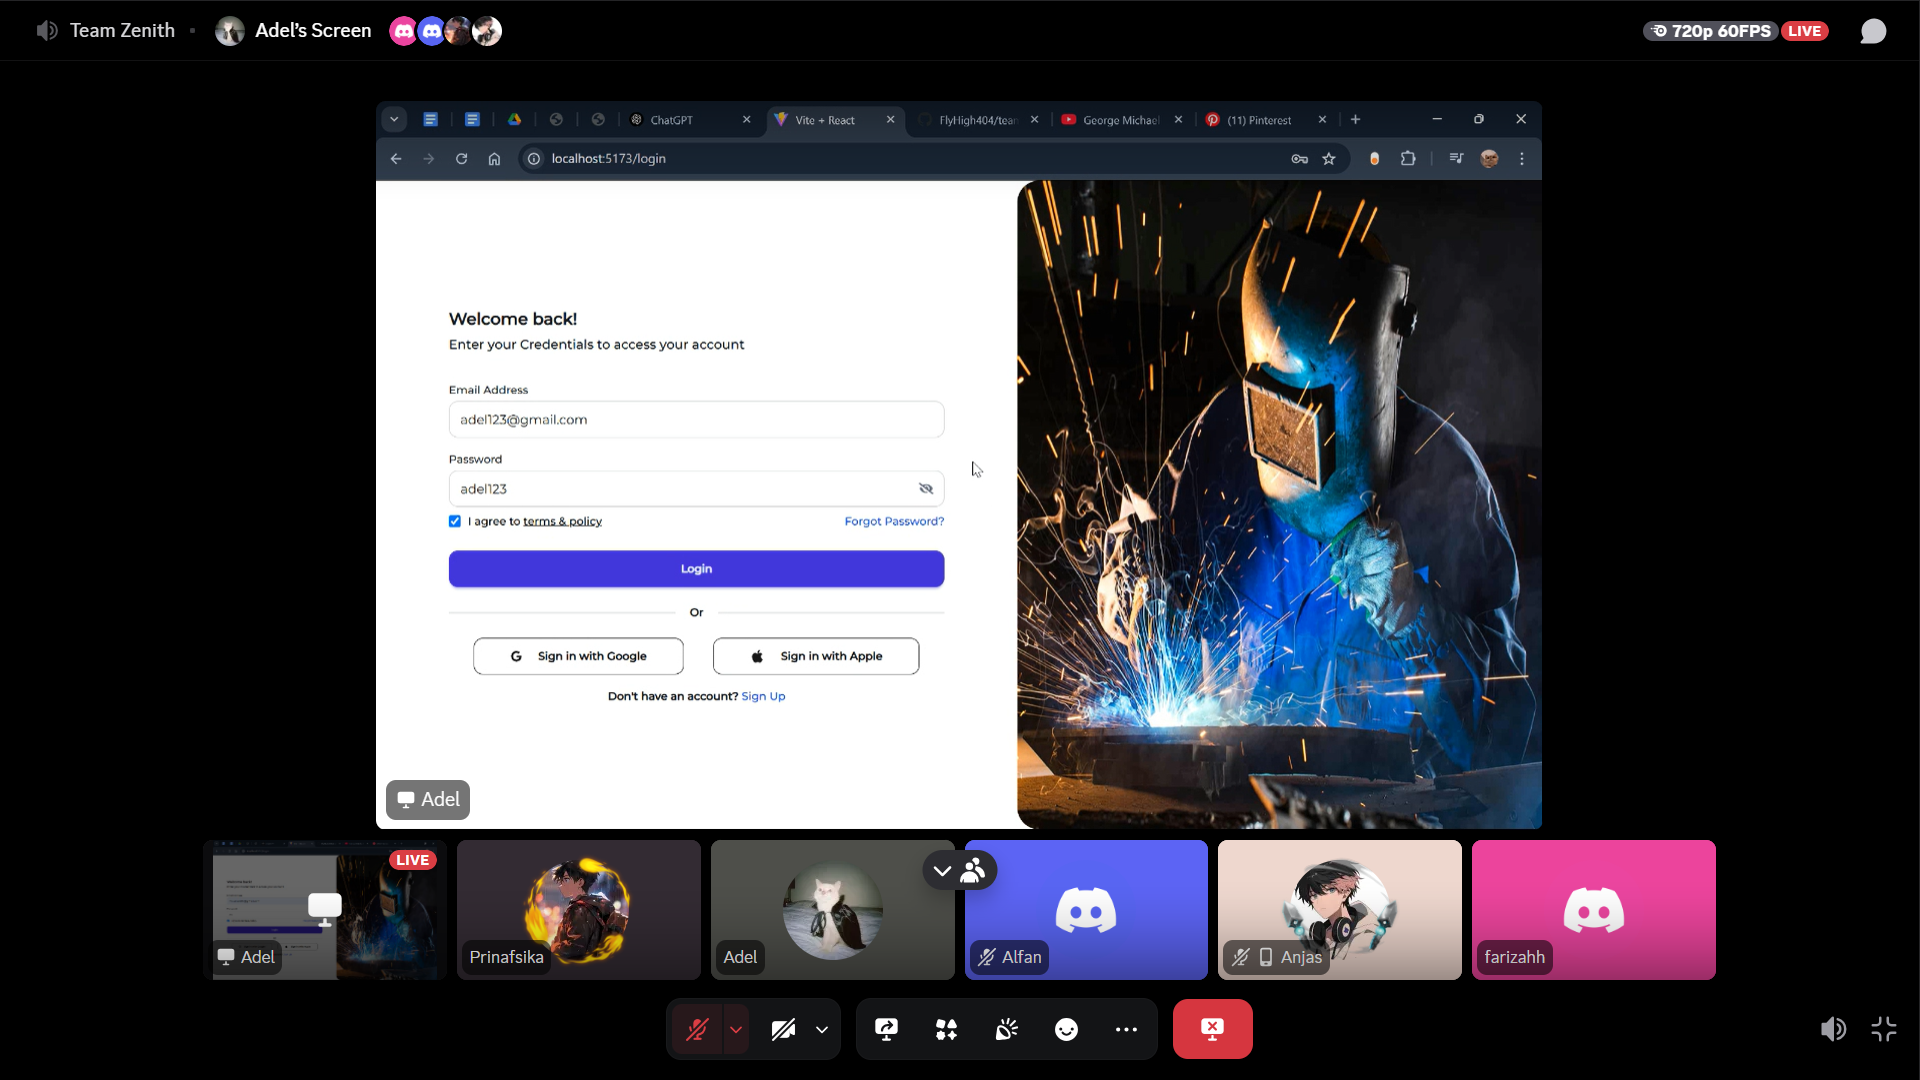 Team Zenith
Adel's Screen
720p 60FPS
LIVE
ChatGPT
Vite + React
FlyHigh404/tean
George Michael
(11) Pinterest
localhost:5173/login
Welcome back!
Enter your Credentials to access your account
Email Address
adel123@gmail.com
Password
adel123
I agree to terms & policy
Forgot Password?
Login
Or
Sign in with Google
Sign in with Apple
Don't have an account? Sign Up
Adel
LIVE
Adel
Prinafsika
Adel
Alfan
Anjas
farizahh